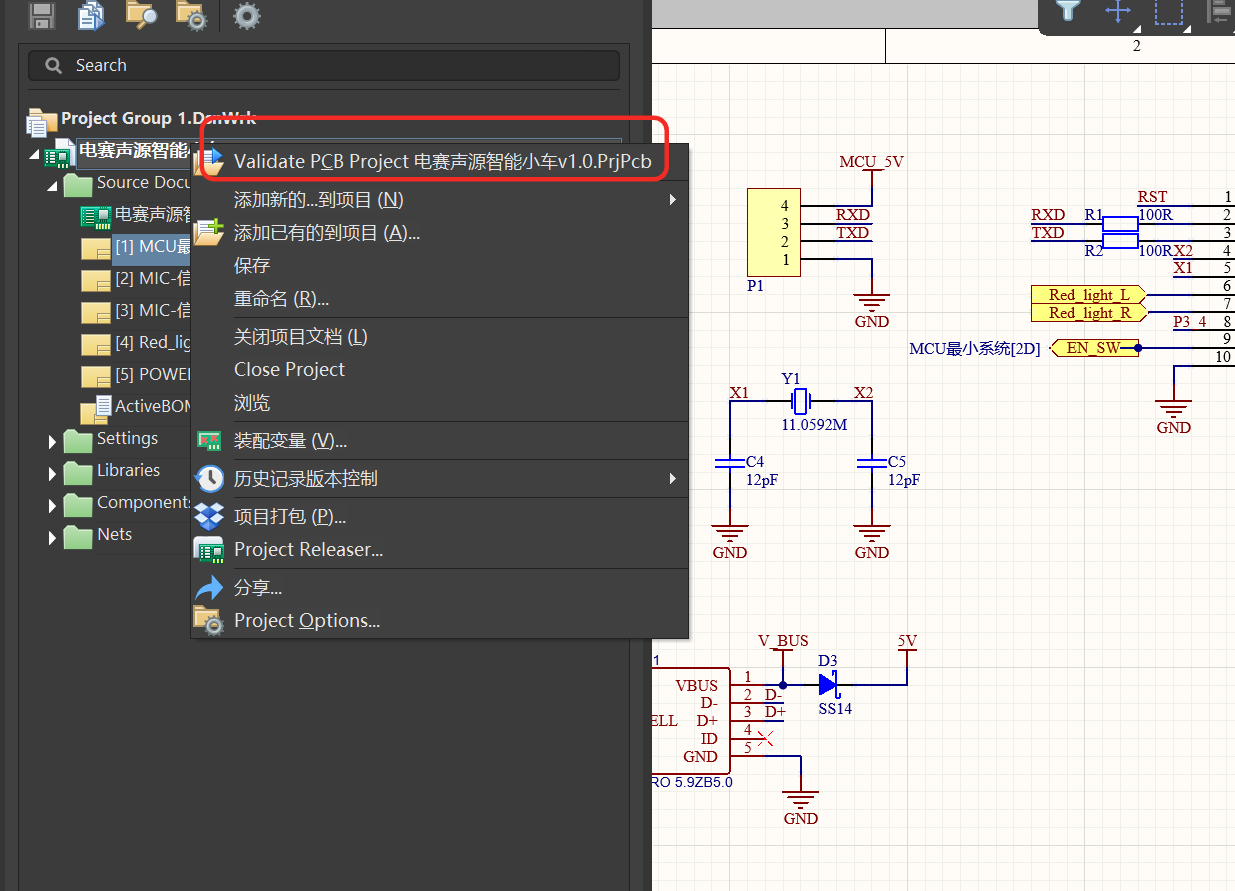 Search
Project Group 1.DsnWrk
电赛声源智能
Source Docu
电赛声源智
[1] MCU最
[2] MIC-信
[3] MIC-信
[4] Red_lig
[5] POWER
ActiveBOM
Settings
Libraries
Components
Nets
Validate PCB Project 电赛声源智能小车v1.0.PrjPcb
添加新的...到项目 (N)
添加已有的到项目 (A)...
保存
重命名 (R)...
关闭项目文档 (L)
Close Project
浏览
装配变量 (V)...
历史记录版本控制
项目打包 (P)...
Project Releaser...
分享...
Project Options...
2
MCU_5V
4
3
2
1
RXD
TXD
P1
GND
RXD
TXD
R1
R2
100R
100R
RST
X2
X1
1
2
3
4
5
6
7
8
9
10
Red_light_L
Red_light_R
P3_4
MCU最小系统[2D]
EN_SW
GND
Y1
X1
X2
11.0592M
C4
12pF
C5
12pF
GND
GND
V_BUS
5V
D3
SS14
1
VBUS
D-
D+
ID
GND
ELL
1
2
3
4
5
D-
D+
RO 5.9ZB5.0
GND